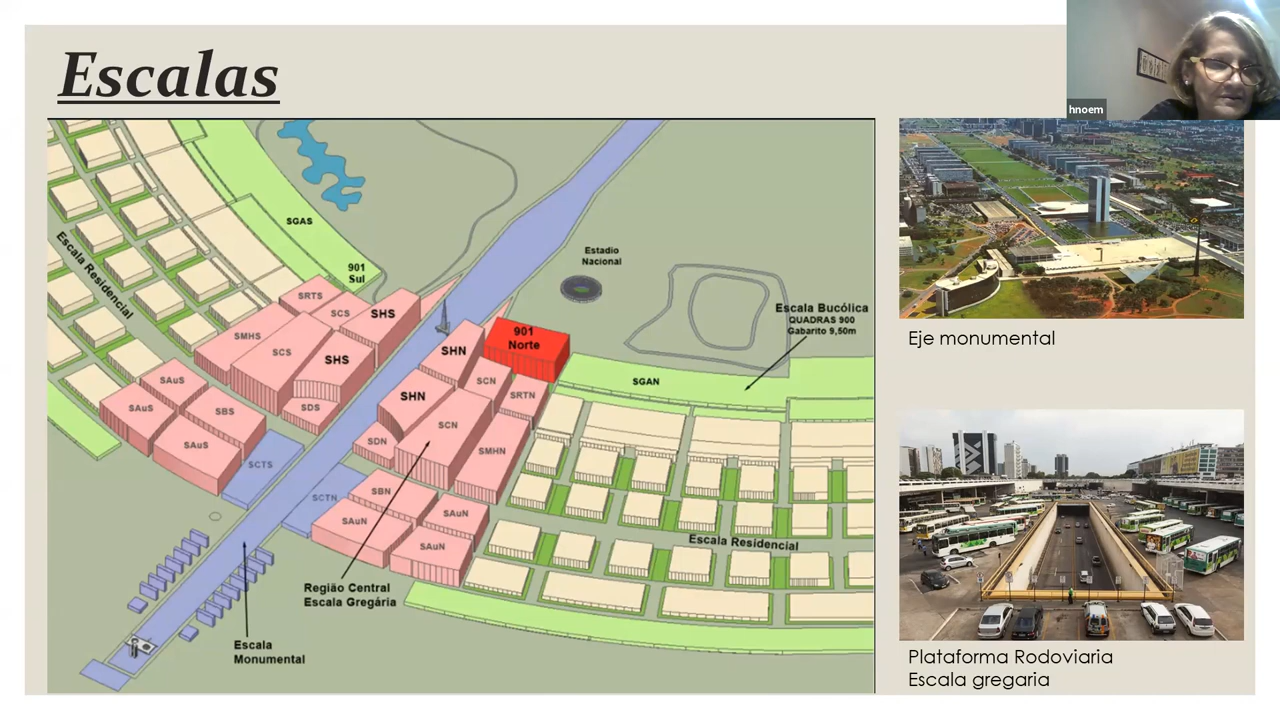 Escalas
hnoem
SGAS
901
Sul
Escala Residencial
Estadio
Nacional
Escala Bucólica
QUADRAS 900
Gabarito 9,50m
SRTS
SCS
SHS
SMHS
SCS
SHS
SDS
SAuS
SAuS
SBS
SAuS
SCTS
901
Norte
SHN
SCN
SRTN
SHN
SCN
SDN
SMHN
SGAN
SCTN
SBN
SAuN
SAuN
SAuN
Escala Residencial
Região Central
Escala Gregária
Escala
Monumental
Eje monumental
Plataforma Rodoviaria
Escala gregaria